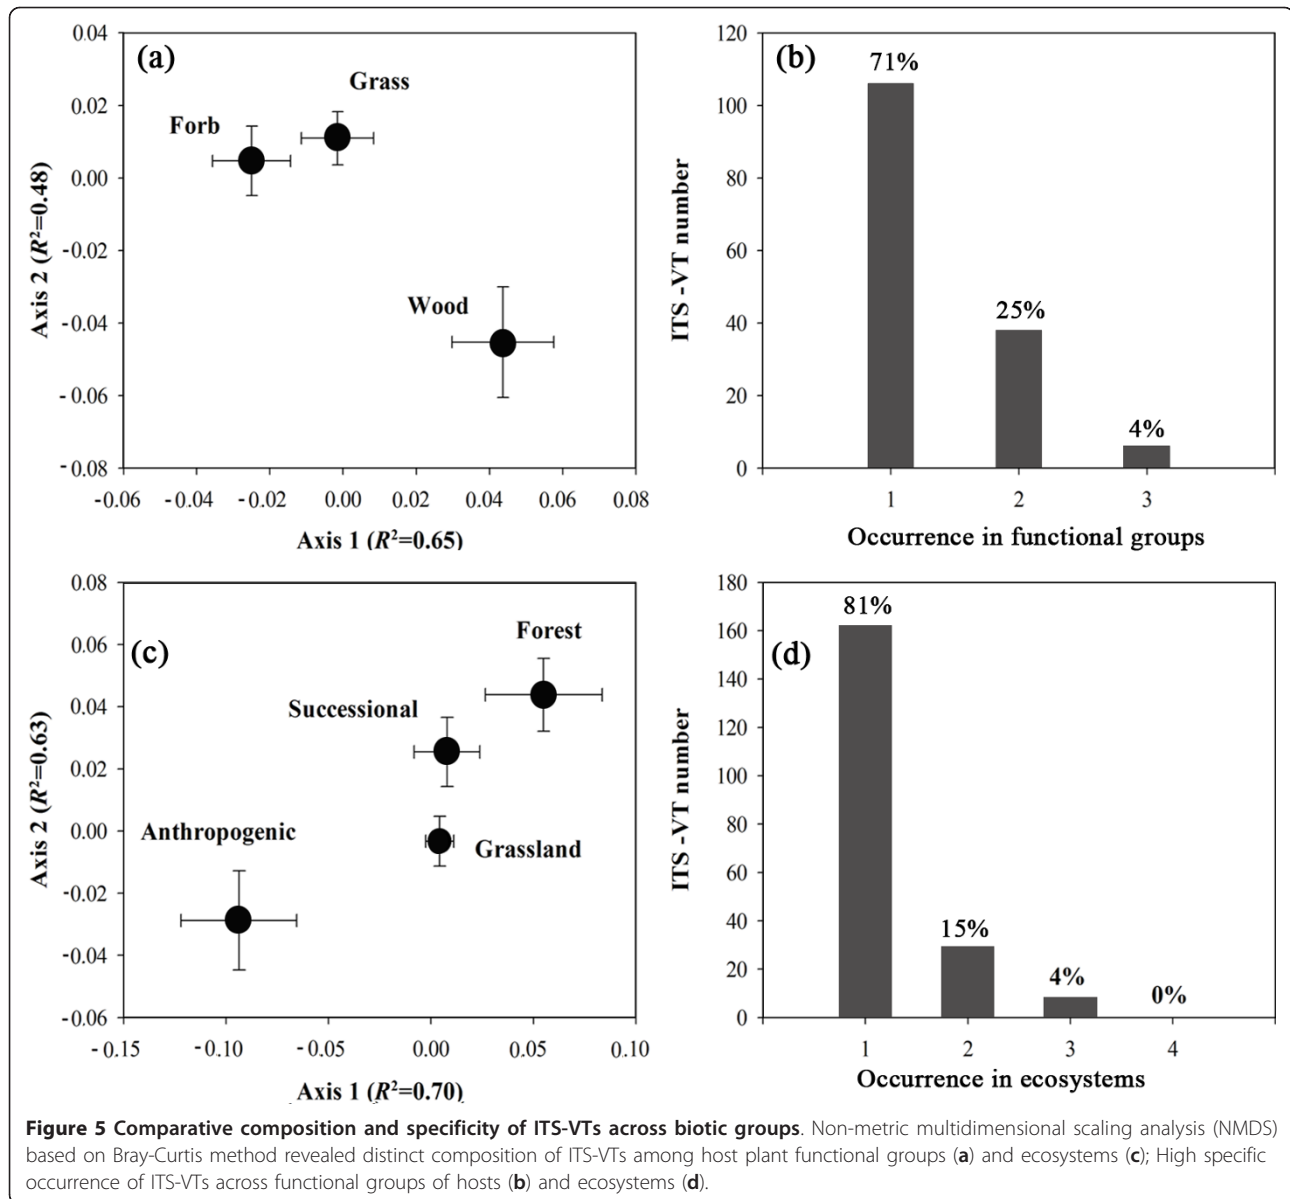 (a)
Grass
Forb
Wood
0.04
0.02
0.00
-0.02
-0.04
-0.06
-0.08
Axis 2 (R²=0.48)
-0.06 -0.04 -0.02 0.00 0.02 0.04 0.06 0.08
Axis 1 (R²=0.65)
(b)
71%
25%
4%
120
100
80
60
40
20
0
ITS -VT number
1 2 3
Occurrence in functional groups
(c)
Forest
Successional
Anthropogenic
Grassland
0.08
0.06
0.04
0.02
0.00
-0.02
-0.04
-0.06
Axis 2 (R²=0.63)
-0.15 -0.10 -0.05 0.00 0.05 0.10
Axis 1 (R²=0.70)
(d)
81%
15%
4%
0%
180
160
140
120
100
80
60
40
20
0
ITS -VT number
1 2 3 4
Occurrence in ecosystems
Figure 5 Comparative composition and specificity of ITS-VTs across biotic groups. Non-metric multidimensional scaling analysis (NMDS)
based on Bray-Curtis method revealed distinct composition of ITS-VTs among host plant functional groups (a) and ecosystems (c); High specific
occurrence of ITS-VTs across functional groups of hosts (b) and ecosystems (d).